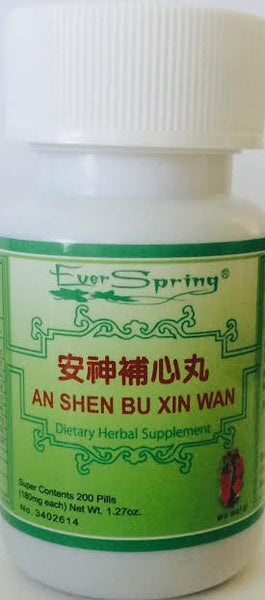 Ever Spring®
安神補心丸
AN SHEN BU XIN WAN
Dietary Herbal Supplement
Super Contents 200 Pills
(180mg each) Net Wt. 1.27oz.
No. 3402614